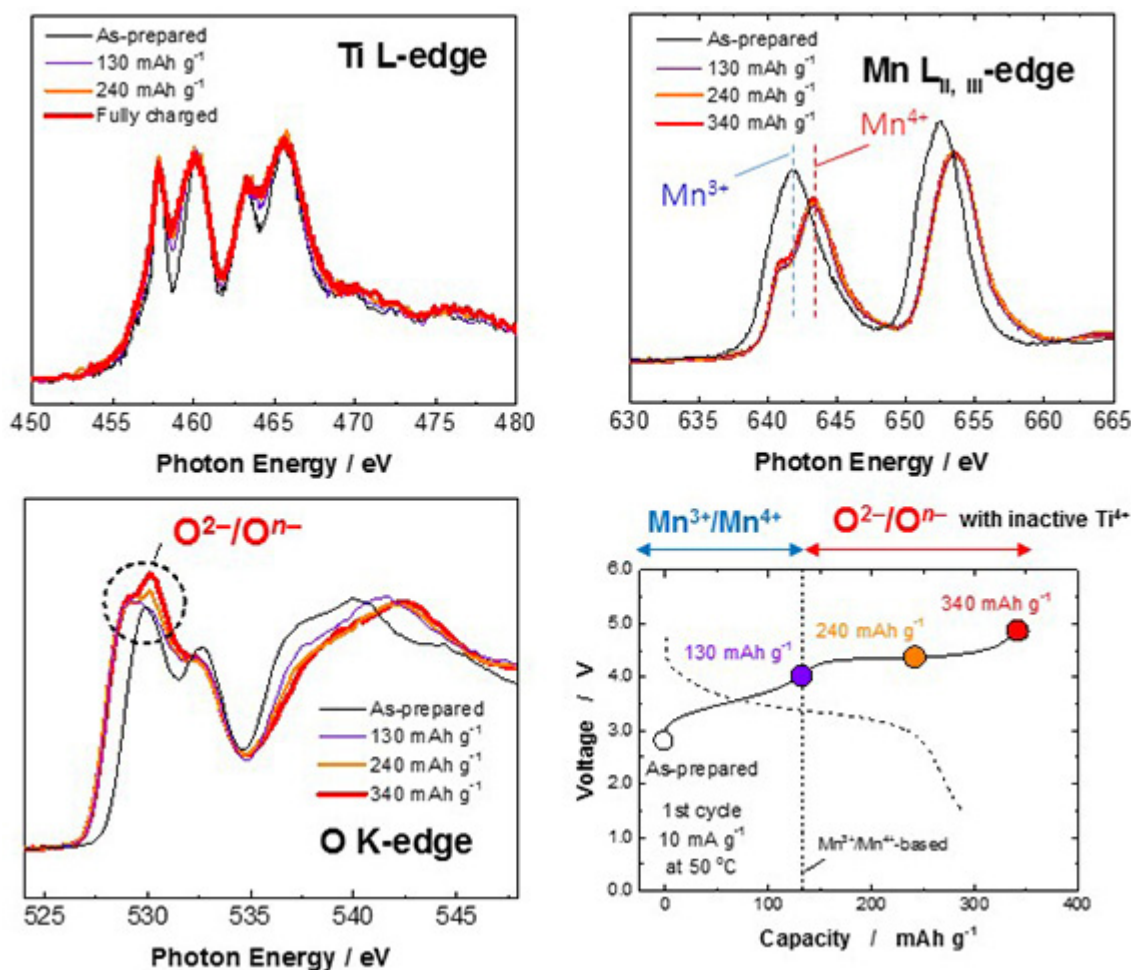 As-prepared
130 mAh g⁻¹
240 mAh g⁻¹
Fully charged
Ti L-edge
450 455 460 465 470 475 480
Photon Energy / eV
As-prepared
130 mAh g⁻¹
240 mAh g⁻¹
340 mAh g⁻¹
Mn L_II, III-edge
Mn⁴⁺
Mn³⁺
630 640 650 660 665
Photon Energy / eV
O²⁻/Oⁿ⁻
As-prepared
130 mAh g⁻¹
240 mAh g⁻¹
340 mAh g⁻¹
O K-edge
525 530 535 540 545
Photon Energy / eV
Mn³⁺/Mn⁴⁺
O²⁻/Oⁿ⁻ with inactive Ti⁴⁺
6.0
5.0
4.0
3.0
2.0
1.0
0.0
Voltage / V
340 mAh g⁻¹
240 mAh g⁻¹
130 mAh g⁻¹
As-prepared
1st cycle
10 mA g⁻¹
at 50 °C
Mn³⁺/Mn⁴⁺-based
0 100 200 300 400
Capacity / mAh g⁻¹